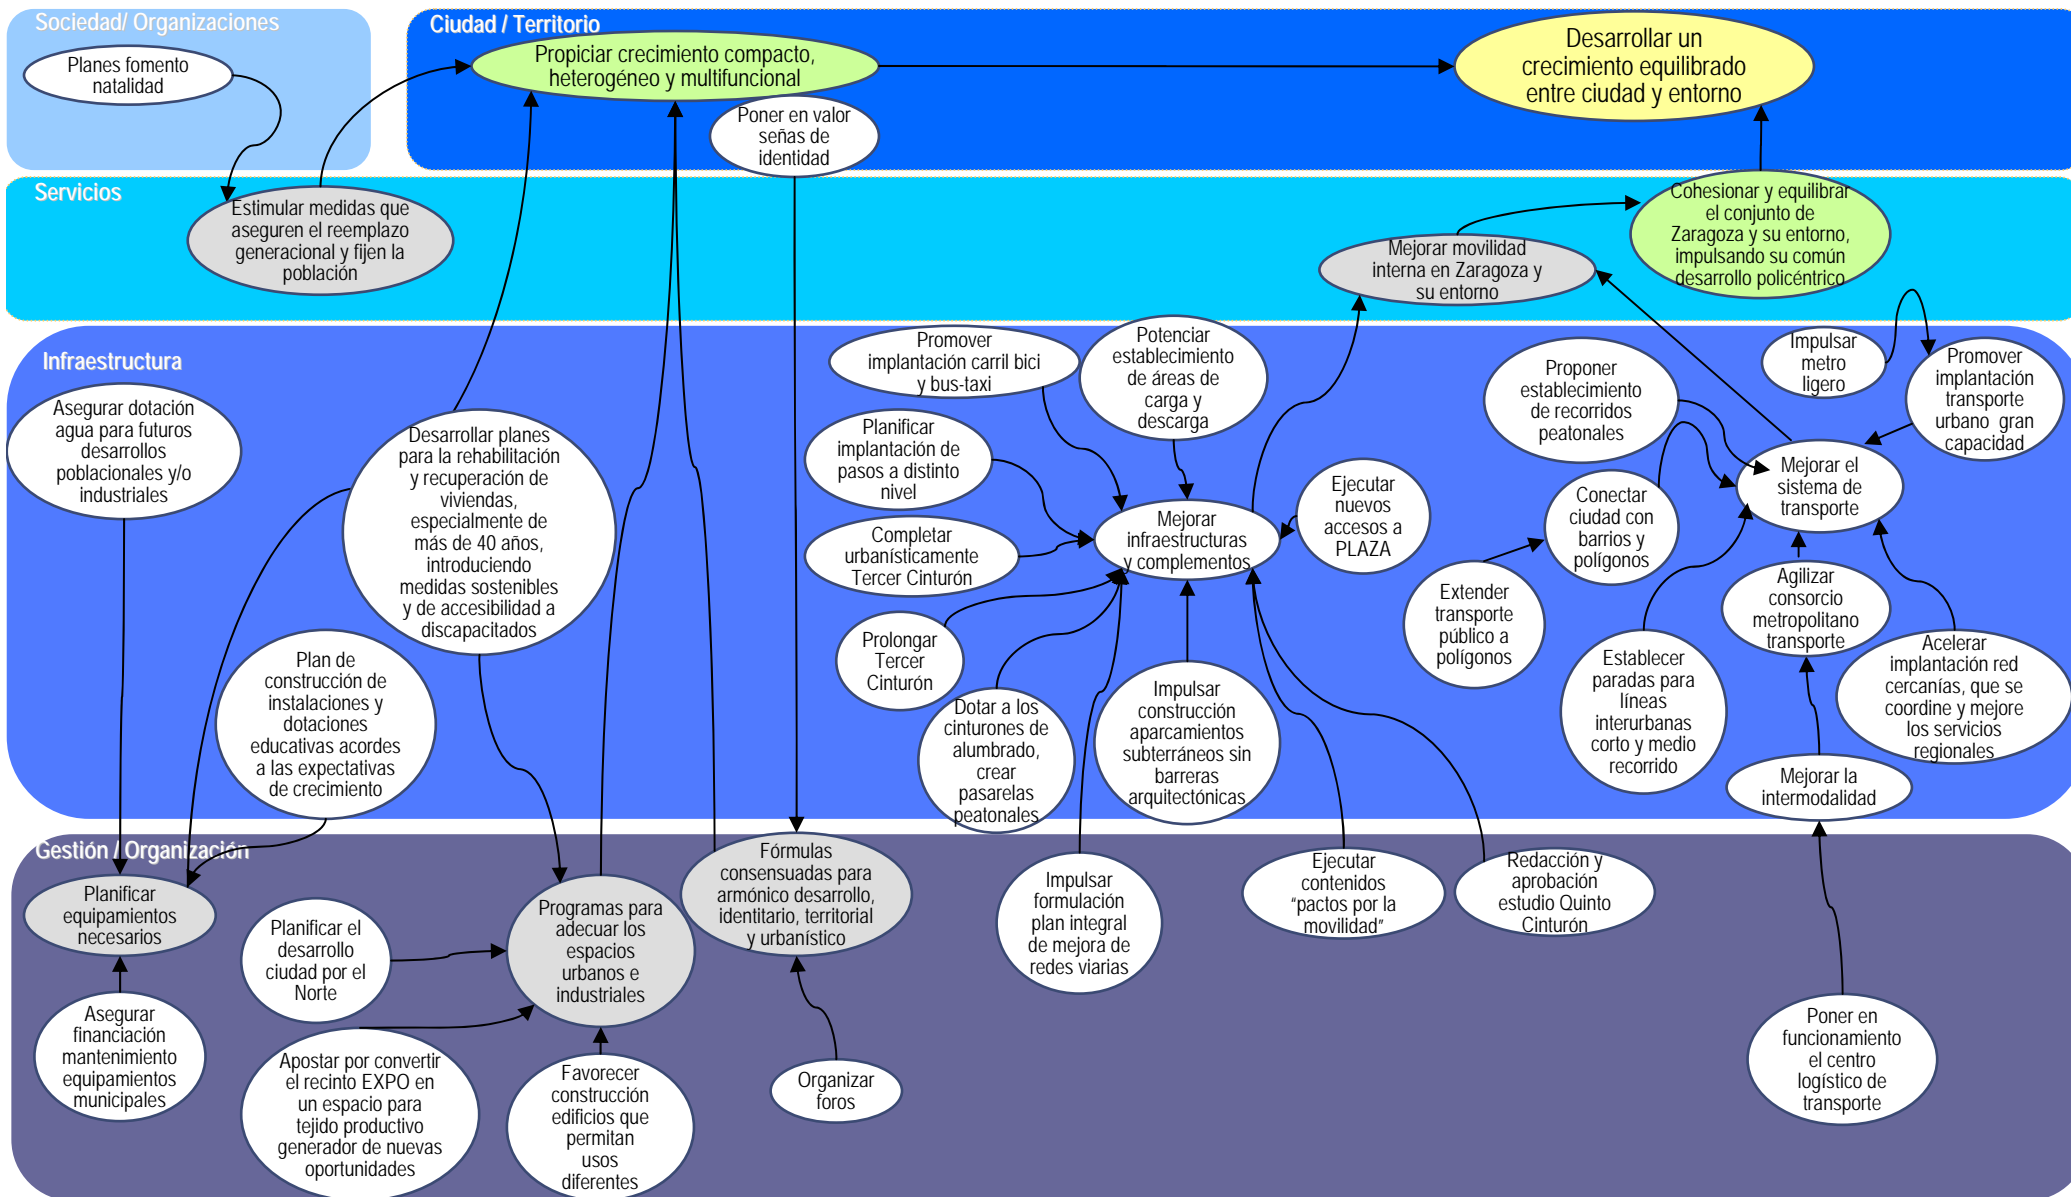 Sociedad/ Organizaciones
Planes fomento
natalidad
Ciudad / Territorio
Propiciar crecimiento compacto,
heterogéneo y multifuncional
Poner en valor
señas de
identidad
Desarrollar un
crecimiento equilibrado
entre ciudad y entorno
Servicios
Estimular medidas que
aseguren el reemplazo
generacional y fijen la
población
Mejorar movilidad
interna en Zaragoza y
su entorno
Cohesionar y equilibrar
el conjunto de
Zaragoza y su entorno,
impulsando su común
desarrollo policéntrico
Infraestructura
Asegurar dotación
agua para futuros
desarrollos
poblacionales y/o
industriales
Desarrollar planes
para la rehabilitación
y recuperación de
viviendas,
especialmente de
más de 40 años,
introduciendo
medidas sostenibles
y de accesibilidad a
discapacitados
Plan de
construcción de
instalaciones y
dotaciones
educativas acordes
a las expectativas
de crecimiento
Promover
implantación carril bici
y bus-taxi
Potenciar
establecimiento
de áreas de
carga y
descarga
Planificar
implantación de
pasos a distinto
nivel
Completar
urbanísticamente
Tercer Cinturón
Mejorar
infraestructuras
y complementos
Ejecutar
nuevos
accesos a
PLAZA
Prolongar
Tercer
Cinturón
Dotar a los
cinturones de
alumbrado,
crear
pasarelas
peatonales
Impulsar
construcción
aparcamientos
subterráneos sin
barreras
arquitectónicas
Proponer
establecimiento
de recorridos
peatonales
Impulsar
metro
ligero
Promover
implantación
transporte
urbano gran
capacidad
Mejorar el
sistema de
transporte
Conectar
ciudad con
barrios y
polígonos
Extender
transporte
público a
polígonos
Agilizar
consorcio
metropolitano
transporte
Establecer
paradas para
líneas
interurbanas
corto y medio
recorrido
Acelerar
implantación red
cercanías, que se
coordine y mejore
los servicios
regionales
Mejorar la
intermodalidad
Gestión / Organización
Planificar
equipamientos
necesarios
Asegurar
financiación
mantenimiento
equipamientos
municipales
Planificar el
desarrollo
ciudad por el
Norte
Apostar por convertir
el recinto EXPO en
un espacio para
tejido productivo
generador de nuevas
oportunidades
Programas para
adecuar los
espacios
urbanos e
industriales
Favorecer
construcción
edificios que
permitan
usos
diferentes
Fórmulas
consensuadas para
armónico desarrollo,
identitario, territorial
y urbanístico
Organizar
foros
Impulsar
formulación
plan integral
de mejora de
redes viarias
Ejecutar
contenidos
“pactos por la
movilidad”
Redacción y
aprobación
estudio Quinto
Cinturón
Poner en
funcionamiento
el centro
logístico de
transporte